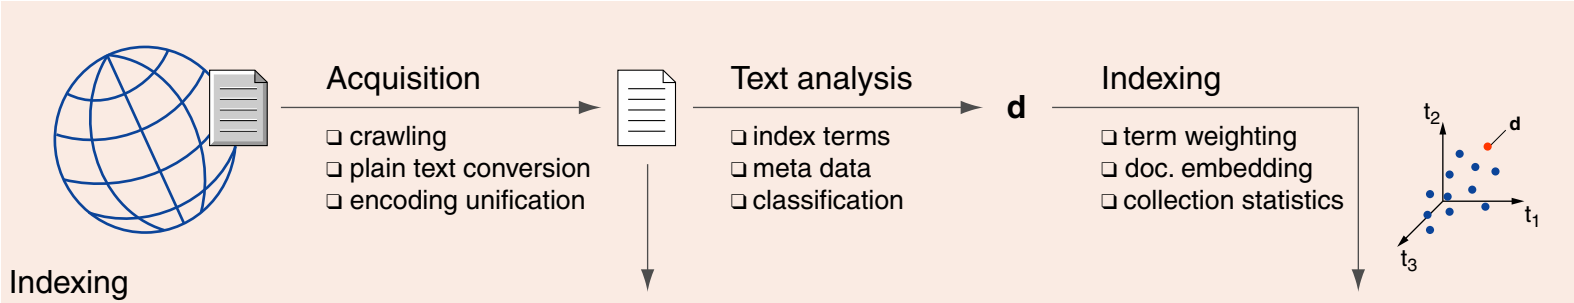 Acquisition
❑ crawling
❑ plain text conversion
❑ encoding unification
Text analysis
❑ index terms
❑ meta data
❑ classification
d
Indexing
❑ term weighting
❑ doc. embedding
❑ collection statistics
t2
d
t1
t3
Indexing